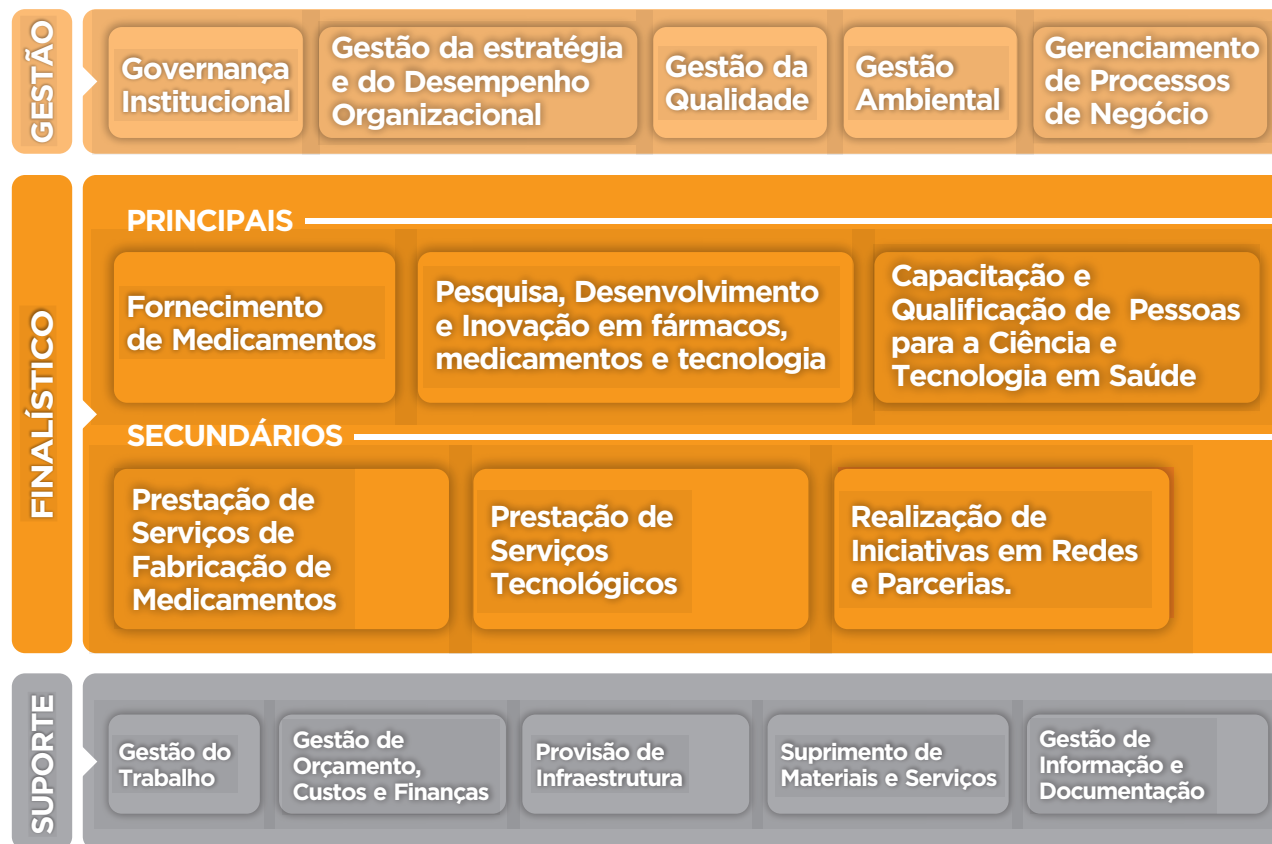 GESTÃO
Governança
Institucional
Gestão da estratégia
e do Desempenho
Organizacional
Gestão da
Qualidade
Gestão
Ambiental
Gerenciamento
de Processos
de Negócio
FINALÍSTICO
PRINCIPAIS
Fornecimento
de Medicamentos
Pesquisa, Desenvolvimento
e Inovação em fármacos,
medicamentos e tecnologia
Capacitação e
Qualificação de Pessoas
para a Ciência e
Tecnologia em Saúde
SECUNDÁRIOS
Prestação de
Serviços de
Fabricação de
Medicamentos
Prestação de
Serviços
Tecnológicos
Realização de
Iniciativas em Redes
e Parcerias.
SUPORTE
Gestão do
Trabalho
Gestão de
Orçamento,
Custos e Finanças
Provisão de
Infraestrutura
Suprimento de
Materiais e Serviços
Gestão de
Informação e
Documentação